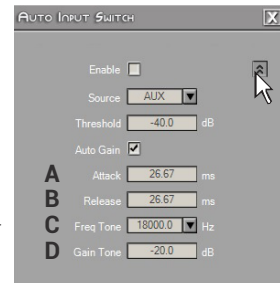 Auto Input Switch X
Enable
Source AUX
Threshold -40.0 dB
Auto Gain
A Attack 26.67 ms
B Release 26.67 ms
C Freq Tone 18000.0 Hz
D Gain Tone -20.0 dB